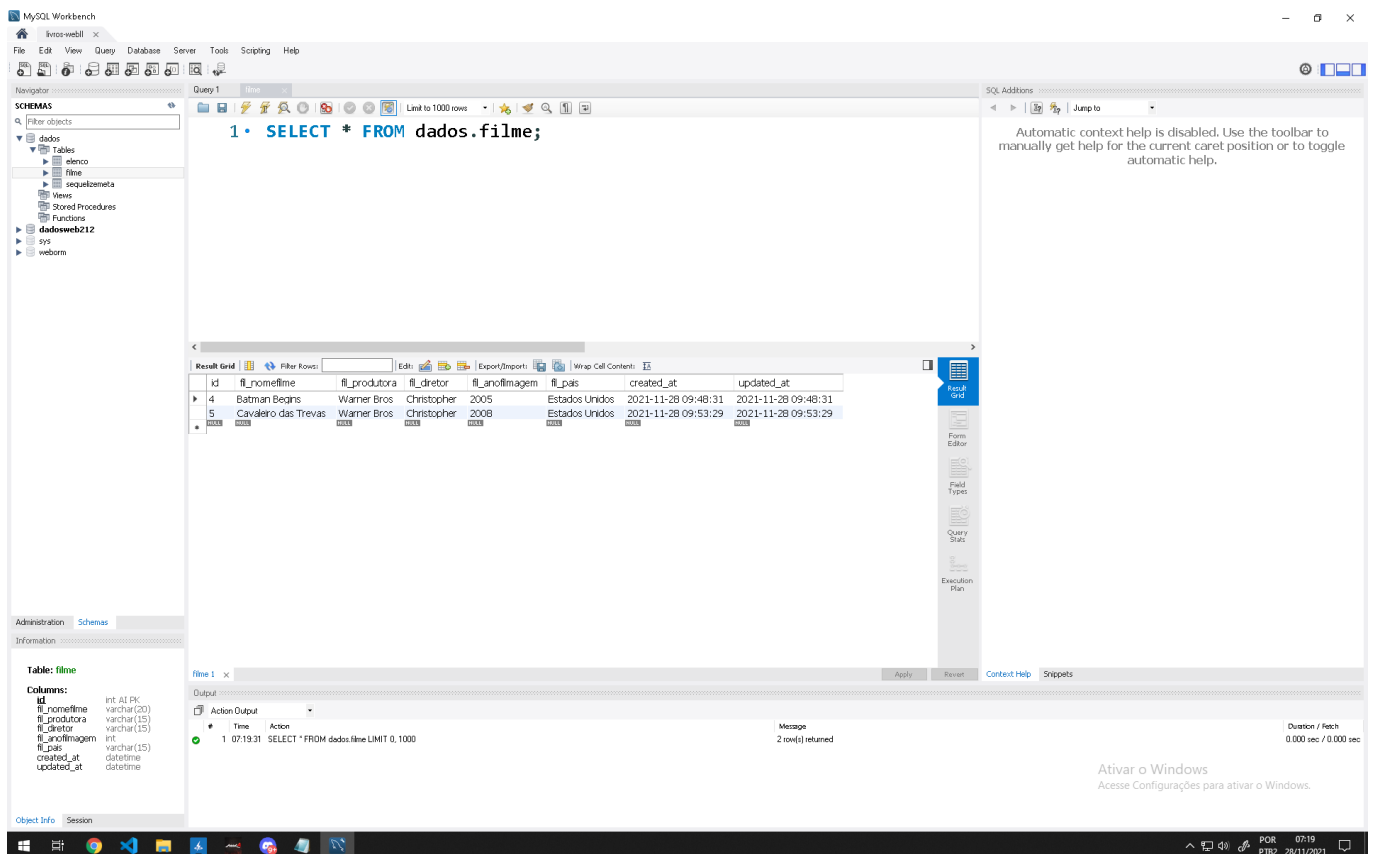 MySQL Workbench
livros-webII
File Edit View Query Database Server Tools Scripting Help
Navigator
SCHEMAS
Filter objects
dados
Tables
elenco
filme
sequelizemeta
Views
Stored Procedures
Functions
dadosweb212
sys
weborm
Administration Schemas
Information
Table: filme
Columns:
id int AI PK
fil_nomefilme varchar(20)
fil_produtora varchar(15)
fil_diretor varchar(15)
fil_anofilmagem int
fil_pais varchar(15)
created_at datetime
updated_at datetime
Object Info Session
Query 1 filme
Limit to 1000 rows
1 SELECT * FROM dados.filme;
Result Grid Filter Rows: Edit: Export/Import: Wrap Cell Content:
id fil_nomefilme fil_produtora fil_diretor fil_anofilmagem fil_pais created_at updated_at
4 Batman Begins Warner Bros Christopher 2005 Estados Unidos 2021-11-28 09:48:31 2021-11-28 09:48:31
5 Cavaleiro das Trevas Warner Bros Christopher 2008 Estados Unidos 2021-11-28 09:53:29 2021-11-28 09:53:29
NULL NULL NULL NULL NULL NULL NULL NULL
Result
Grid
Form
Editor
Field
Types
Query
Stats
Execution
Plan
filme 1 Apply Revert
Output
Action Output
# Time Action Message Duration / Fetch
1 07:19:31 SELECT * FROM dados.filme LIMIT 0, 1000 2 row(s) returned 0.000 sec / 0.000 sec
SQL Additions
Jump to
Automatic context help is disabled. Use the toolbar to
manually get help for the current caret position or to toggle
automatic help.
Context Help Snippets
Ativar o Windows
Acesse Configurações para ativar o Windows.
POR 07:19
PTB2 28/11/2021